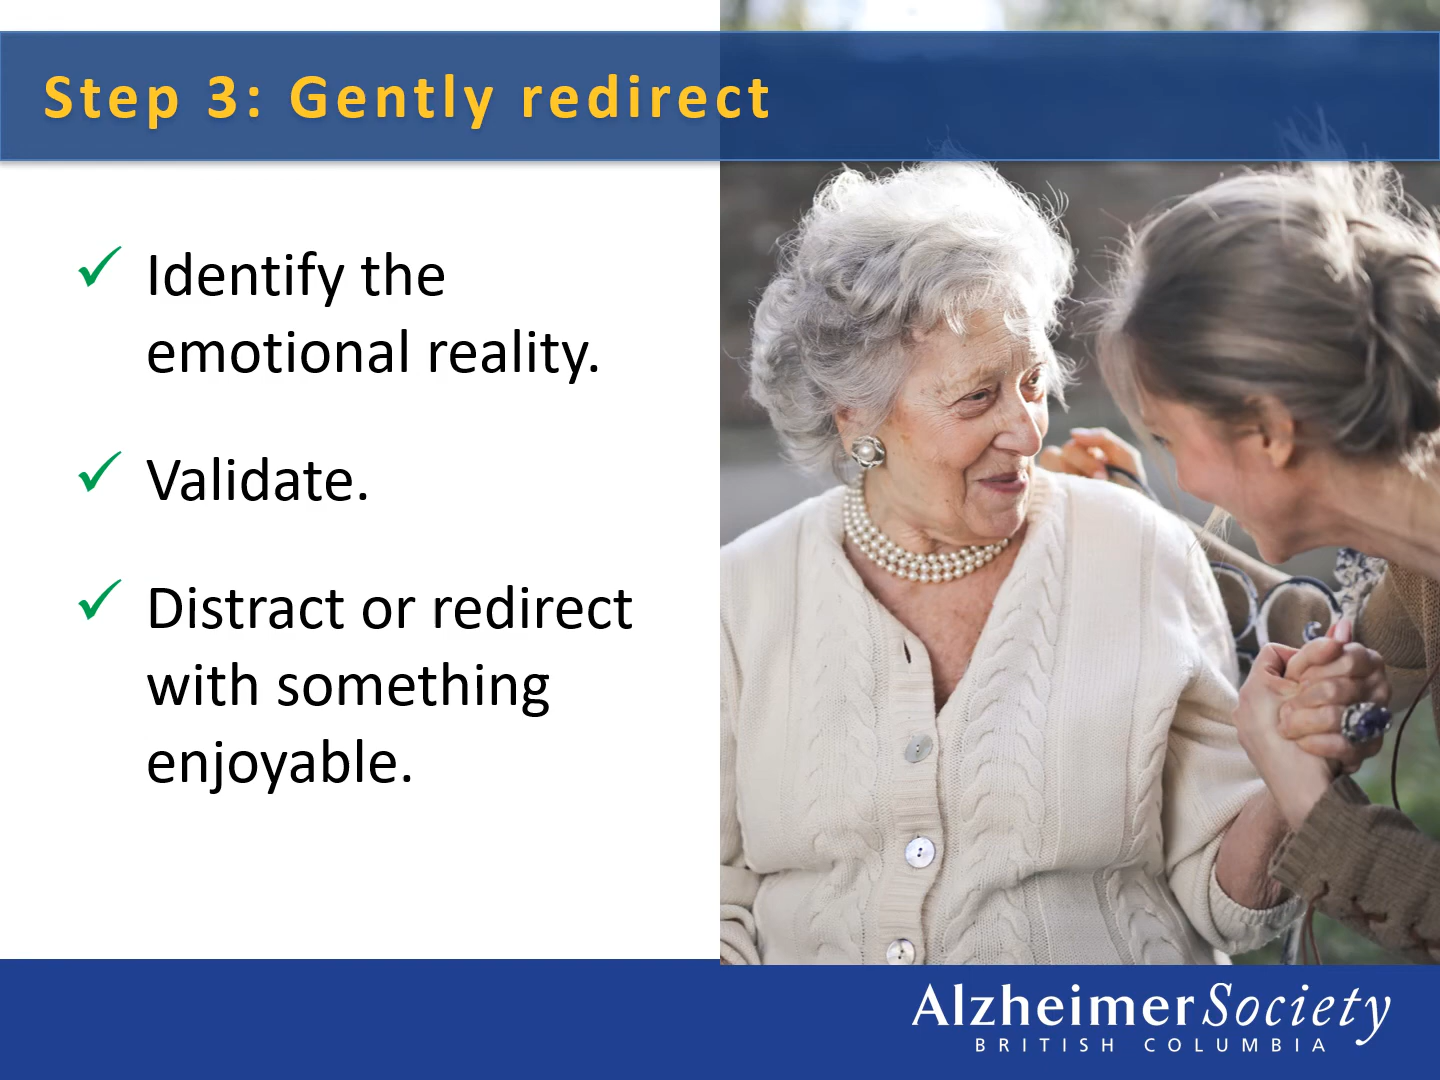 Step 3: Gently redirect
✓ Identify the
emotional reality.
✓ Validate.
✓ Distract or redirect
with something
enjoyable.
AlzheimerSociety
BRITISH COLUMBIA